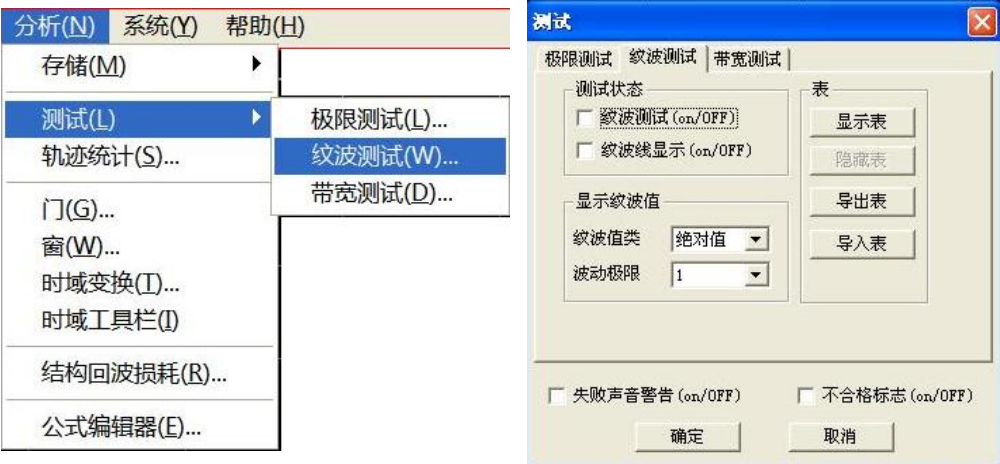 分析(N) 系统(Y) 帮助(H)
存储(M)
测试(L)
轨迹统计(S)...
门(G)...
窗(W)...
时域变换(T)...
时域工具栏(I)
结构回波损耗(R)...
公式编辑器(E)...
极限测试(L)...
纹波测试(W)...
带宽测试(D)...
测试
极限测试 纹波测试 带宽测试
测试状态
纹波测试(on/OFF)
纹波线显示(on/OFF)
显示纹波值
纹波值类 绝对值
波动极限 1
表
显示表
隐藏表
导出表
导入表
失败声音警告(on/OFF) 不合格标志(on/OFF)
确定 取消